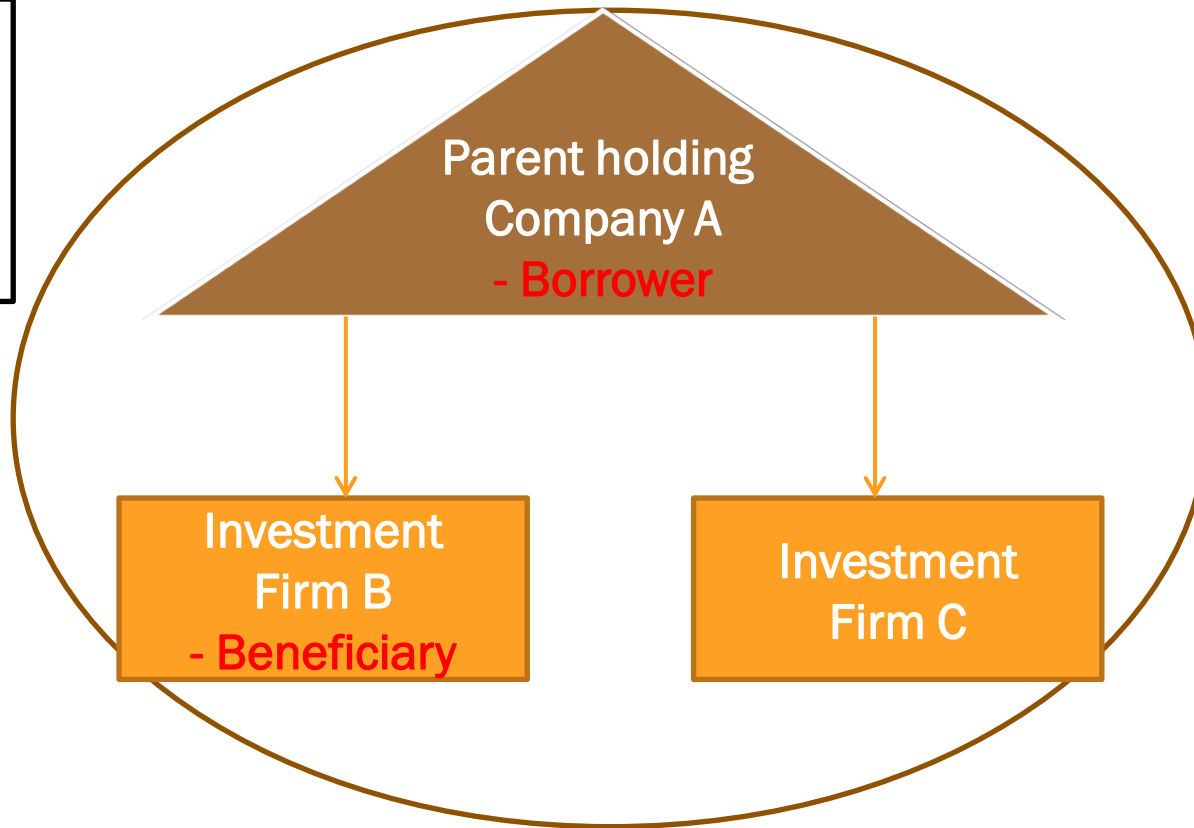 Parent holding
Company A
- Borrower
Investment
Firm B
- Beneficiary
Investment
Firm C